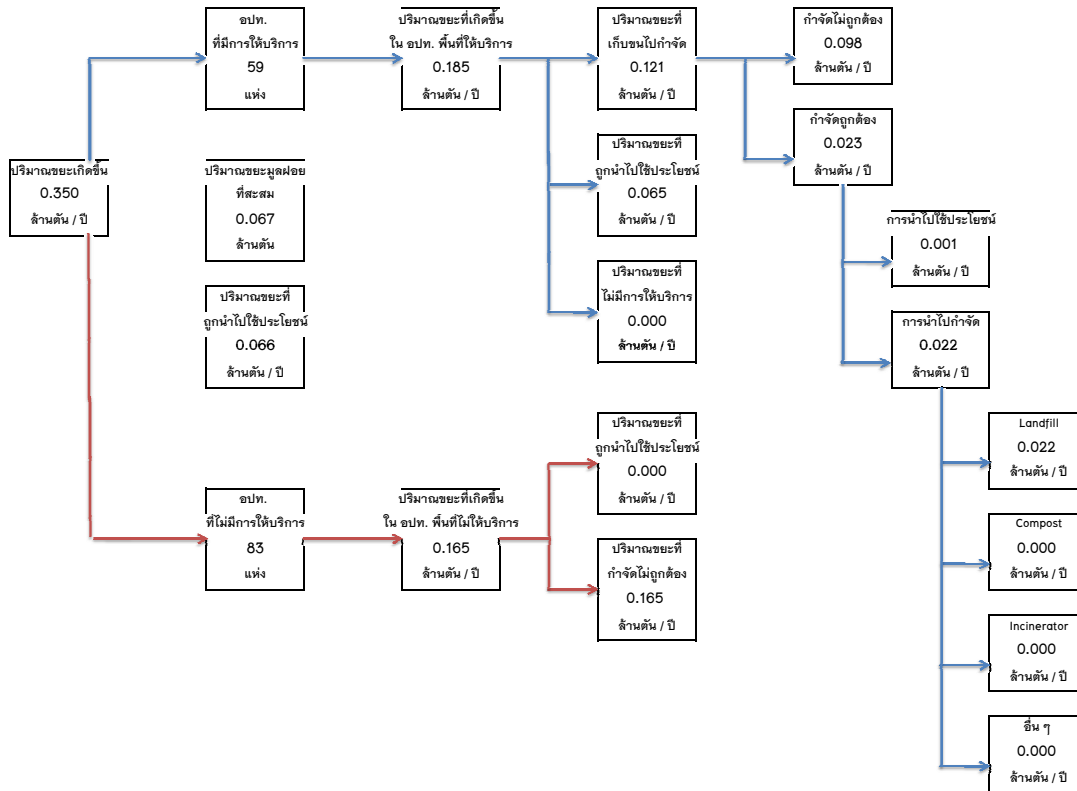 อปท.
ที่มีการให้บริการ
59
แห่ง
ปริมาณขยะที่เกิดขึ้น
ใน อปท. พื้นที่ให้บริการ
0.185
ล้านตัน / ปี
ปริมาณขยะที่
เก็บขนไปกำจัด
0.121
ล้านตัน / ปี
กำจัดไม่ถูกต้อง
0.098
ล้านตัน / ปี
กำจัดถูกต้อง
0.023
ล้านตัน / ปี
ปริมาณขยะเกิดขึ้น
0.350
ล้านตัน / ปี
ปริมาณขยะมูลฝอย
ที่สะสม
0.067
ล้านตัน
ปริมาณขยะที่
ถูกนำไปใช้ประโยชน์
0.065
ล้านตัน / ปี
การนำไปใช้ประโยชน์
0.001
ล้านตัน / ปี
ปริมาณขยะที่
ถูกนำไปใช้ประโยชน์
0.066
ล้านตัน / ปี
ปริมาณขยะที่
ไม่มีการให้บริการ
0.000
ล้านตัน / ปี
การนำไปกำจัด
0.022
ล้านตัน / ปี
ปริมาณขยะที่
ถูกนำไปใช้ประโยชน์
0.000
ล้านตัน / ปี
Landfill
0.022
ล้านตัน / ปี
อปท.
ที่ไม่มีการให้บริการ
83
แห่ง
ปริมาณขยะที่เกิดขึ้น
ใน อปท. พื้นที่ไม่ให้บริการ
0.165
ล้านตัน / ปี
ปริมาณขยะที่
กำจัดไม่ถูกต้อง
0.165
ล้านตัน / ปี
Compost
0.000
ล้านตัน / ปี
Incinerator
0.000
ล้านตัน / ปี
อื่น ๆ
0.000
ล้านตัน / ปี